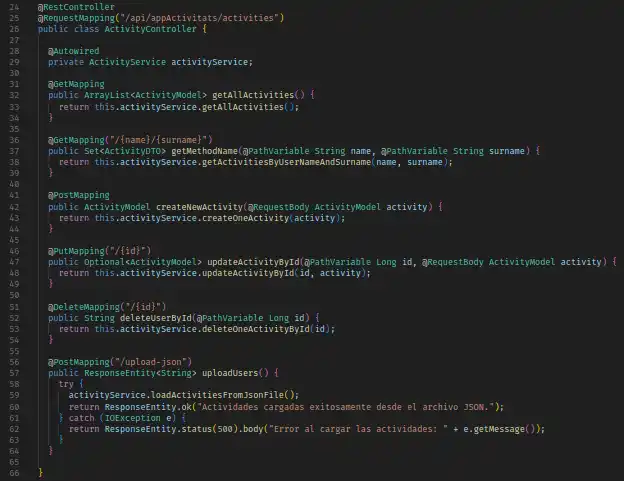 24 @RestController
25 @RequestMapping("/api/appActivitats/activities")
26 public class ActivityController {
27
28 @Autowired
29 private ActivityService activityService;
30
31 @GetMapping
32 public ArrayList<ActivityModel> getAllActivities() {
33 return this.activityService.getAllActivities();
34 }
35
36 @GetMapping("/{name}/{surname}")
37 public Set<ActivityDTO> getMethodName(@PathVariable String name, @PathVariable String surname) {
38 return this.activityService.getActivitiesByUserNameAndSurname(name, surname);
39 }
40
41 @PostMapping
42 public ActivityModel createNewActivity(@RequestBody ActivityModel activity) {
43 return this.activityService.createOneActivity(activity);
44 }
45
46 @PutMapping("/{id}")
47 public Optional<ActivityModel> updateActivityById(@PathVariable Long id, @RequestBody ActivityModel activity) {
48 return this.activityService.updateActivityById(id, activity);
49 }
50
51 @DeleteMapping("/{id}")
52 public String deleteUserById(@PathVariable Long id) {
53 return this.activityService.deleteOneActivityById(id);
54 }
55
56 @PostMapping("/upload-json")
57 public ResponseEntity<String> uploadUsers() {
58 try {
59 activityService.loadActivitiesFromJsonFile();
60 return ResponseEntity.ok("Actividades cargadas exitosamente desde el archivo JSON.");
61 } catch (IOException e) {
62 return ResponseEntity.status(500).body("Error al cargar las actividades: " + e.getMessage());
63 }
64 }
65
66 }